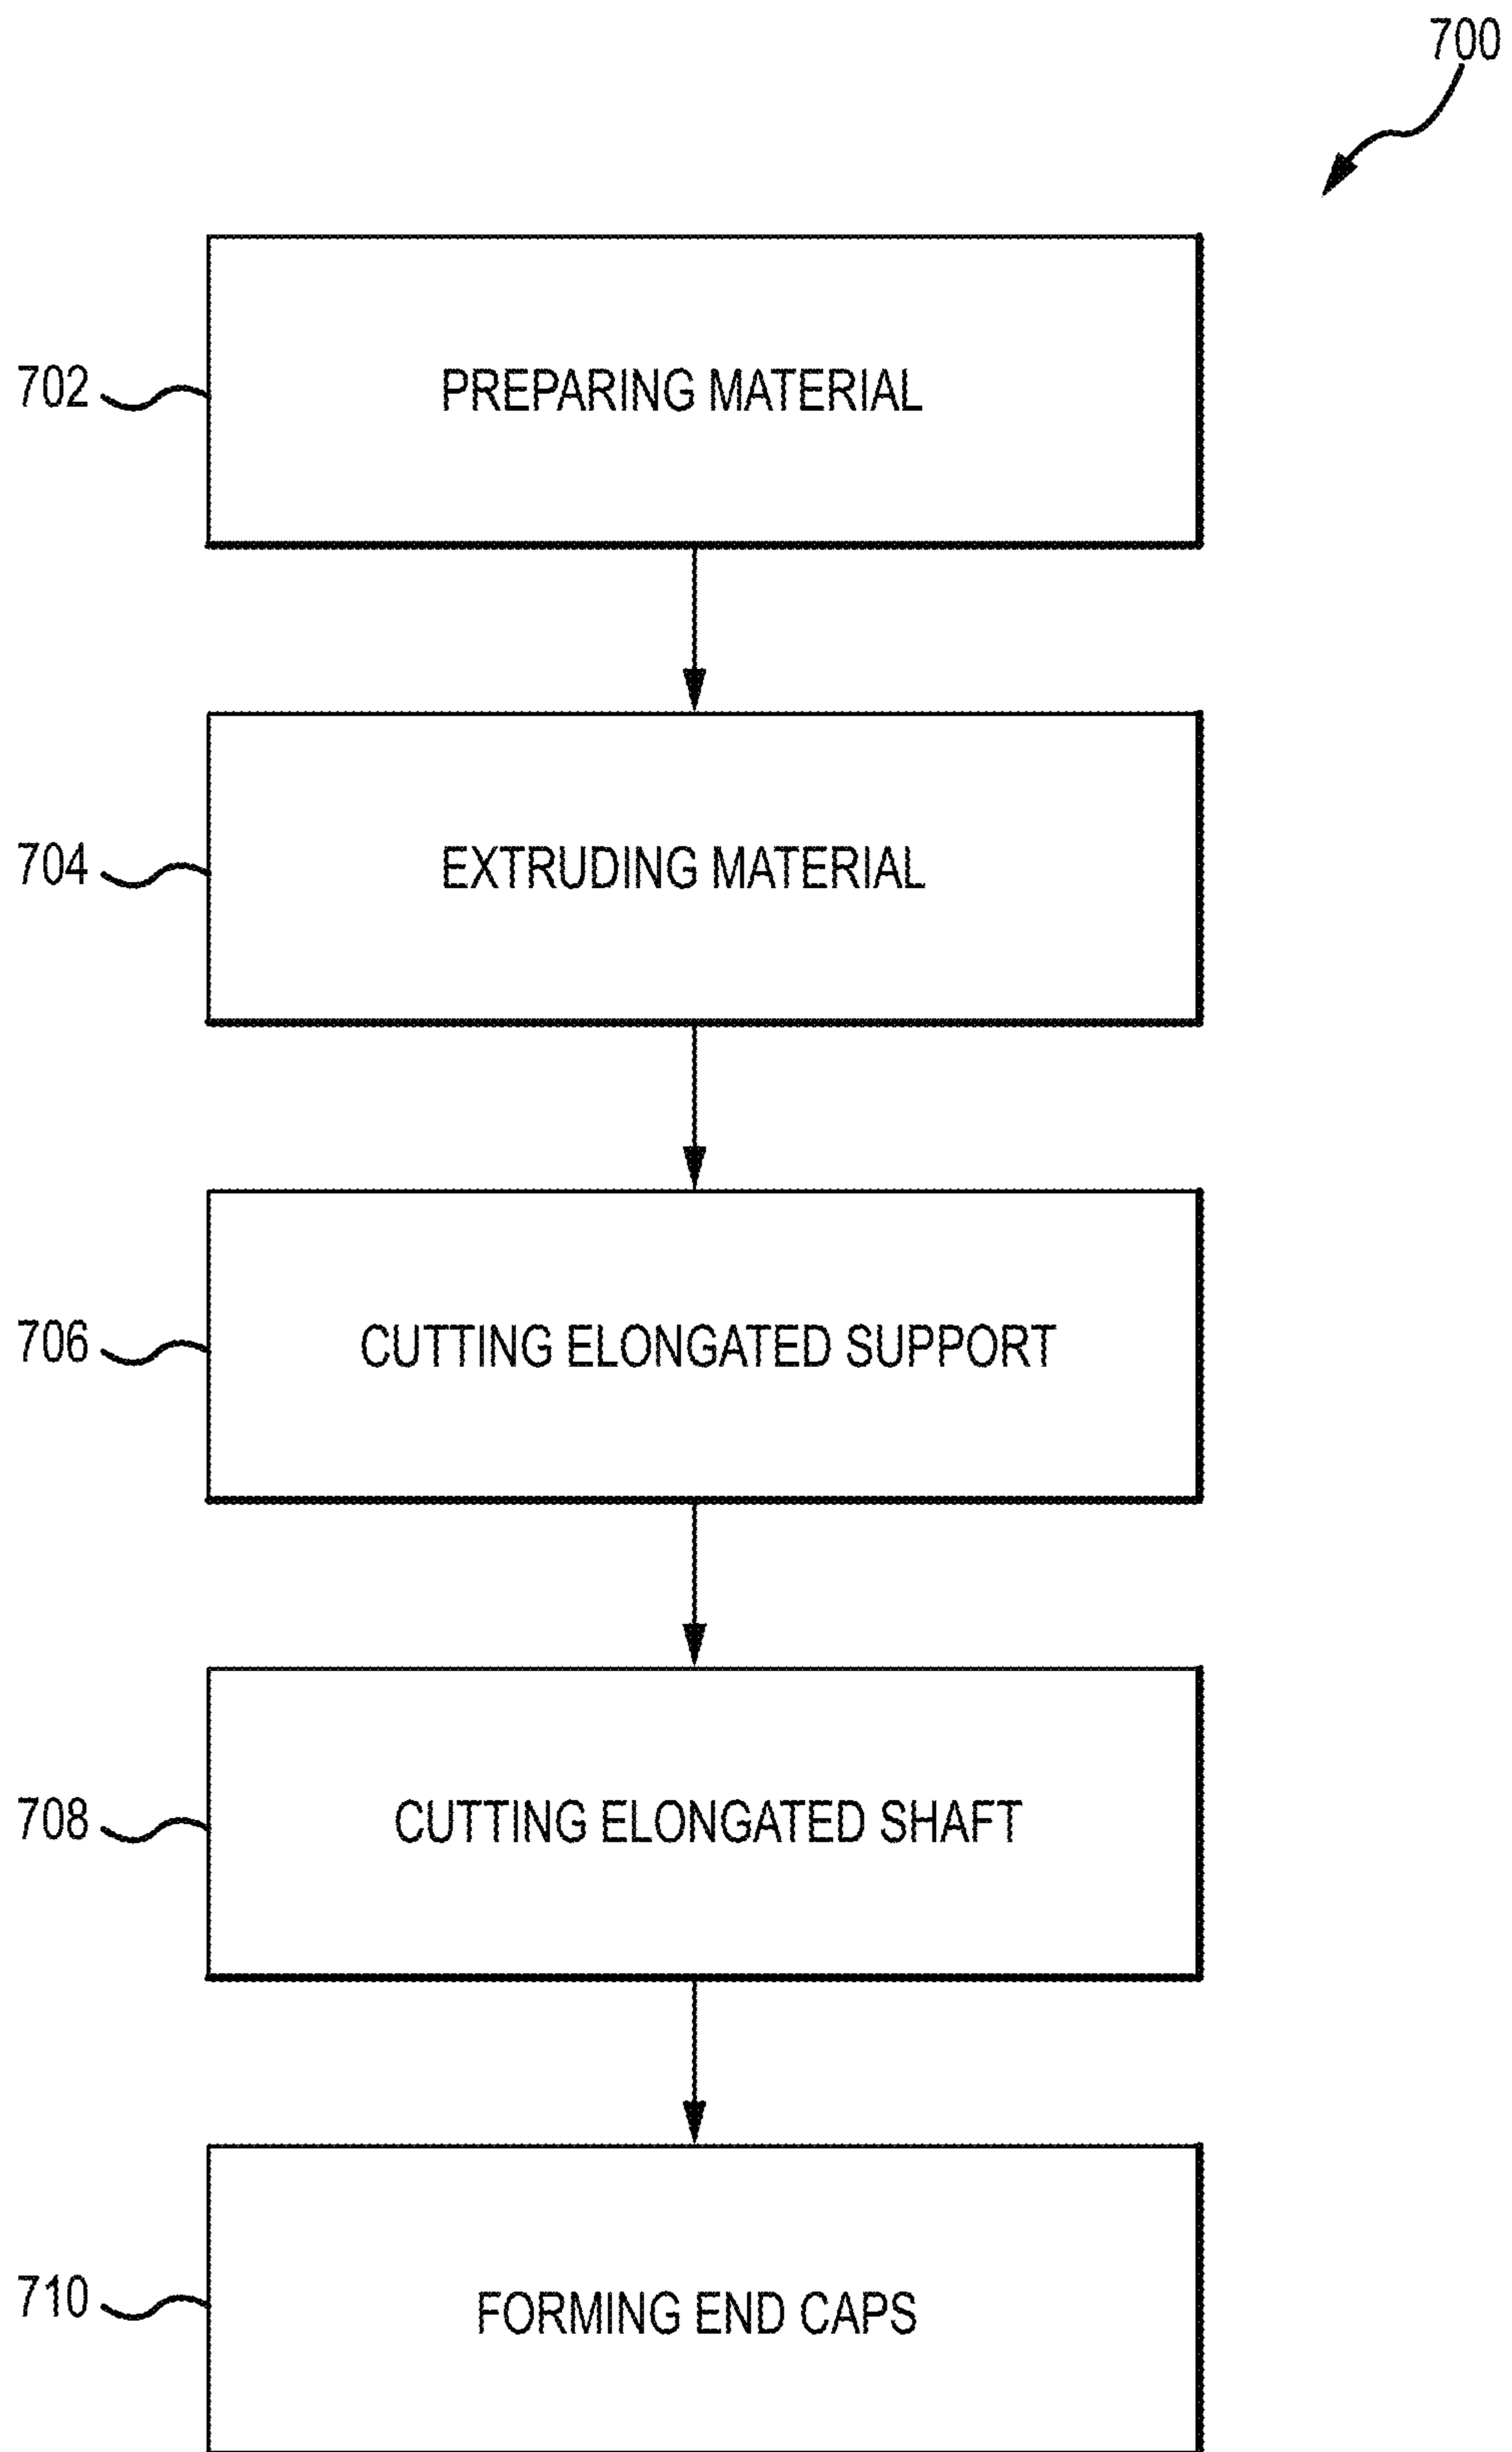 700
702 PREPARING MATERIAL
704 EXTRUDING MATERIAL
706 CUTTING ELONGATED SUPPORT
708 CUTTING ELONGATED SHAFT
710 FORMING END CAPS